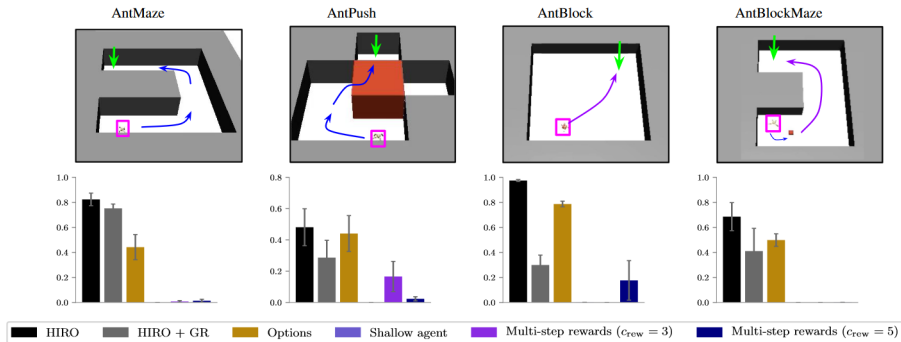 AntMaze AntPush AntBlock AntBlockMaze
1.0 0.8 1.0 1.0
0.8 0.6 0.8 0.8
0.6 0.4 0.6 0.6
0.4 0.2 0.4 0.4
0.2 0.0 0.2 0.2
0.0 0.0 0.0
HIRO HIRO + GR Options Shallow agent Multi-step rewards (c_rew = 3) Multi-step rewards (c_rew = 5)